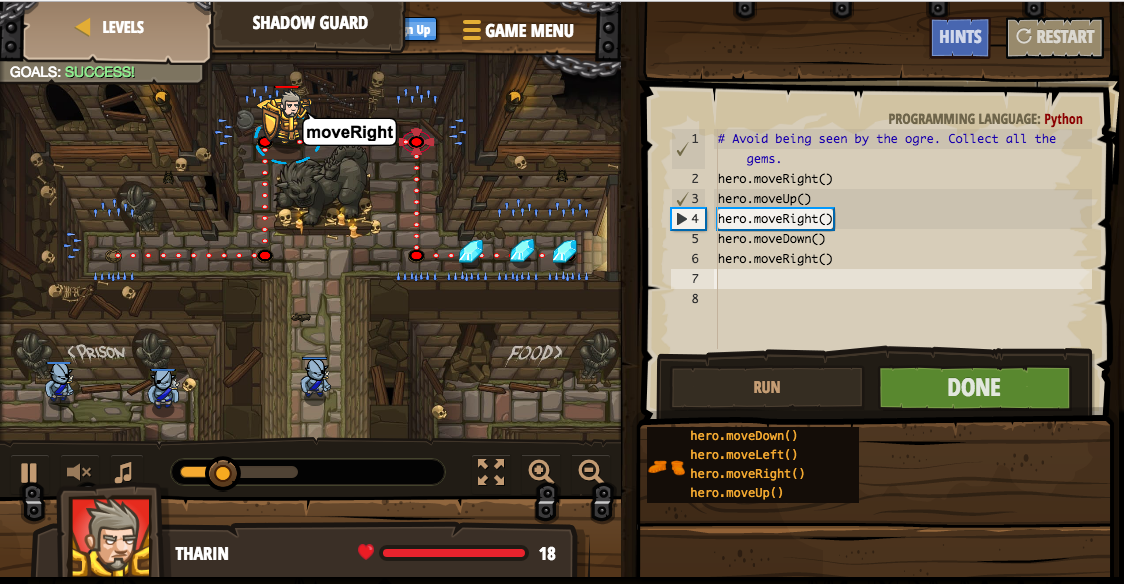 LEVELS
SHADOW GUARD
Up
GAME MENU
GOALS: SUCCESS!
moveRight
<PRISON
FOOD>
HINTS
RESTART
PROGRAMMING LANGUAGE: Python
1 # Avoid being seen by the ogre. Collect all the
gems.
2 hero.moveRight()
3 hero.moveUp()
4 hero.moveRight()
5 hero.moveDown()
6 hero.moveRight()
7
8
RUN
DONE
hero.moveDown()
hero.moveLeft()
hero.moveRight()
hero.moveUp()
THARIN
18